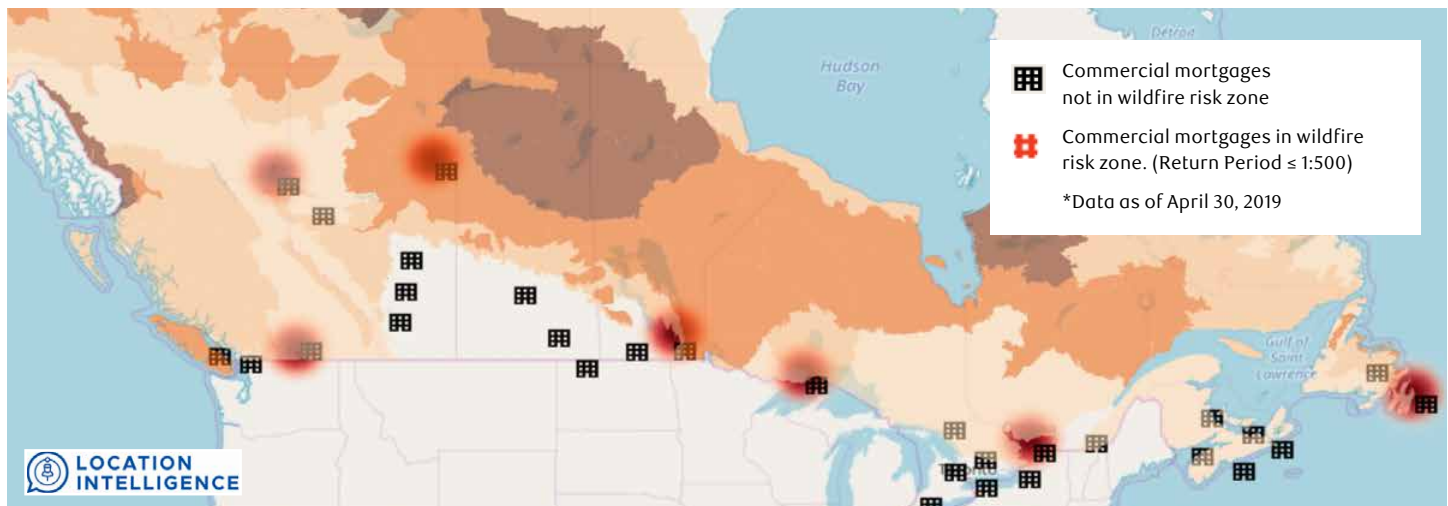 Detroit
Hudson
Bay
Commercial mortgages
not in wildfire risk zone
Commercial mortgages in wildfire
risk zone. (Return Period ≤ 1:500)
*Data as of April 30, 2019
Gulf of
Saint
Lawrence
Toronto
LOCATION
INTELLIGENCE